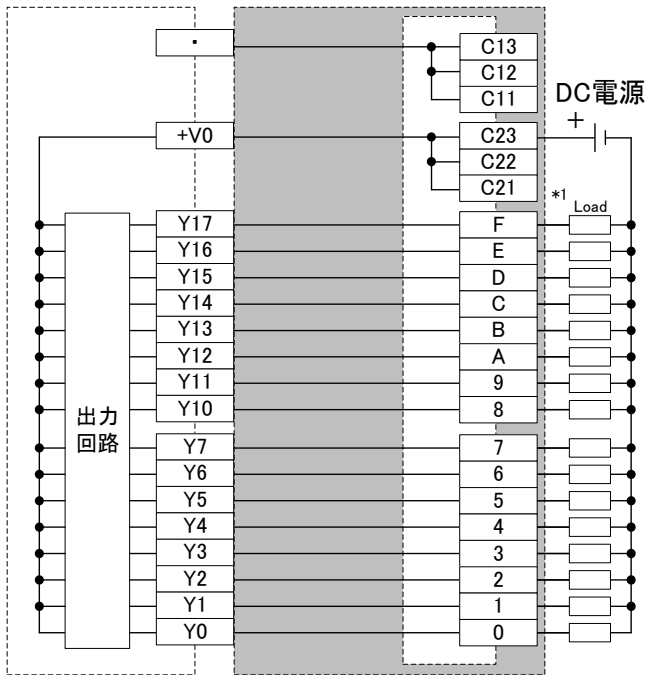 ・ C13
C12
C11
DC電源
+
+V0 C23
C22
C21
*1 Load
Y17 F
Y16 E
Y15 D
Y14 C
Y13 B
Y12 A
Y11 9
Y10 8
出力
回路
Y7 7
Y6 6
Y5 5
Y4 4
Y3 3
Y2 2
Y1 1
Y0 0